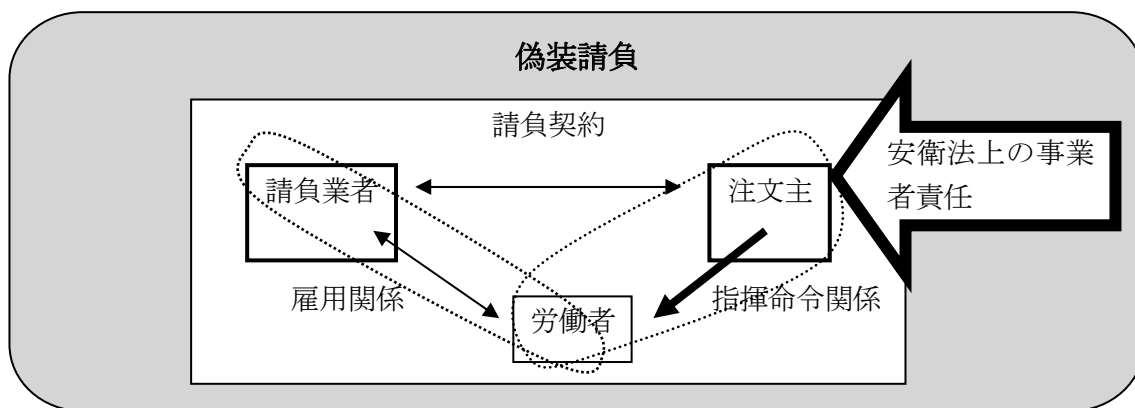 偽装請負
請負契約
安衛法上の事業
者責任
請負業者
注文主
雇用関係
指揮命令関係
労働者